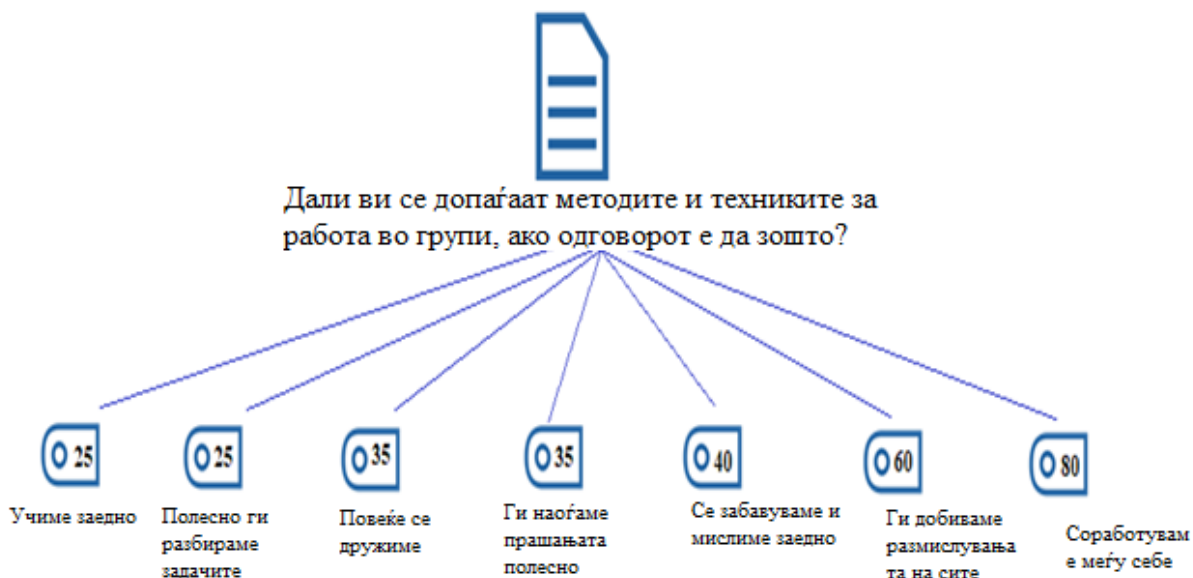 Дали ви се допаѓаат методите и техниките за
работа во групи, ако одговорот е да зошто?
25
25
35
35
40
60
80
Учиме заедно
Полесно ги
разбираме
задачите
Повеќе се
дружиме
Ги наоѓаме
прашањата
полесно
Се забавуваме и
мислиме заедно
Ги добиваме
размислувања
та на сите
Соработувам
е меѓу себе